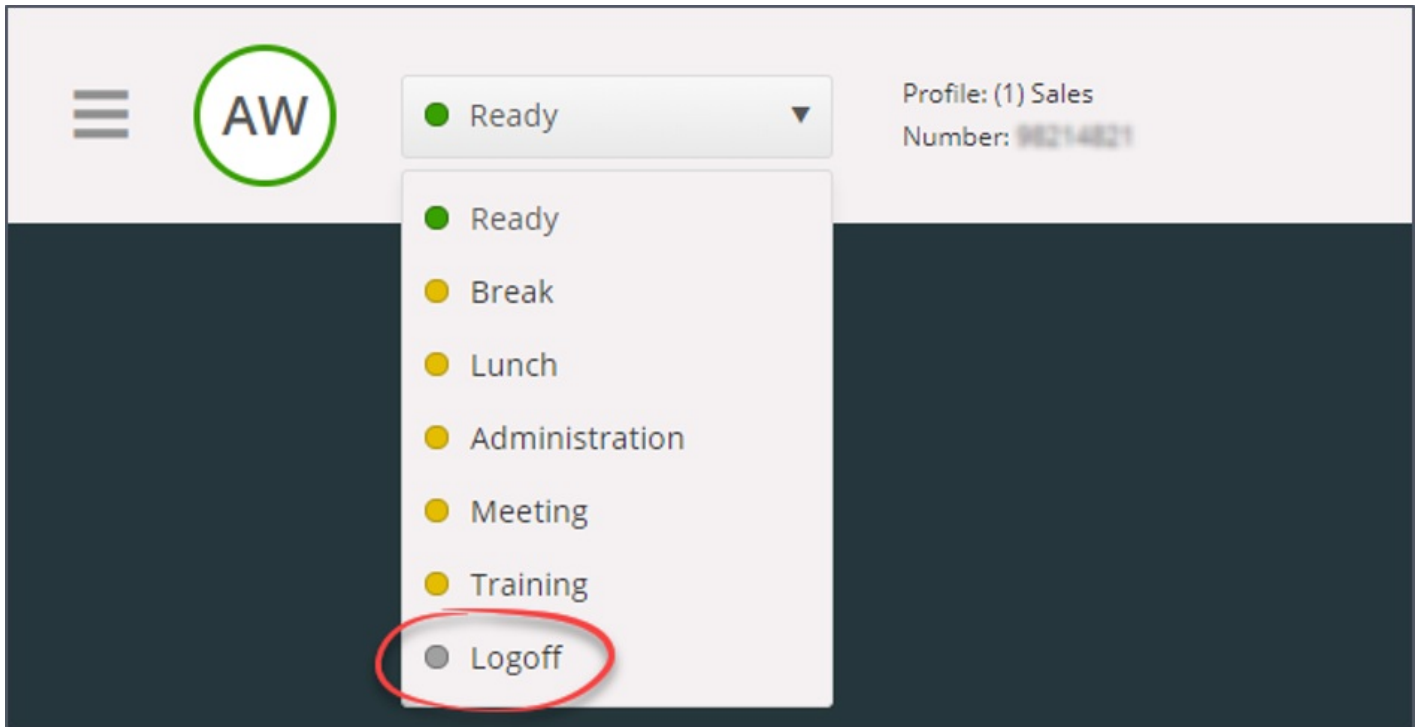 AW
Ready
Profile: (1) Sales
Number:
Ready
Break
Lunch
Administration
Meeting
Training
Logoff